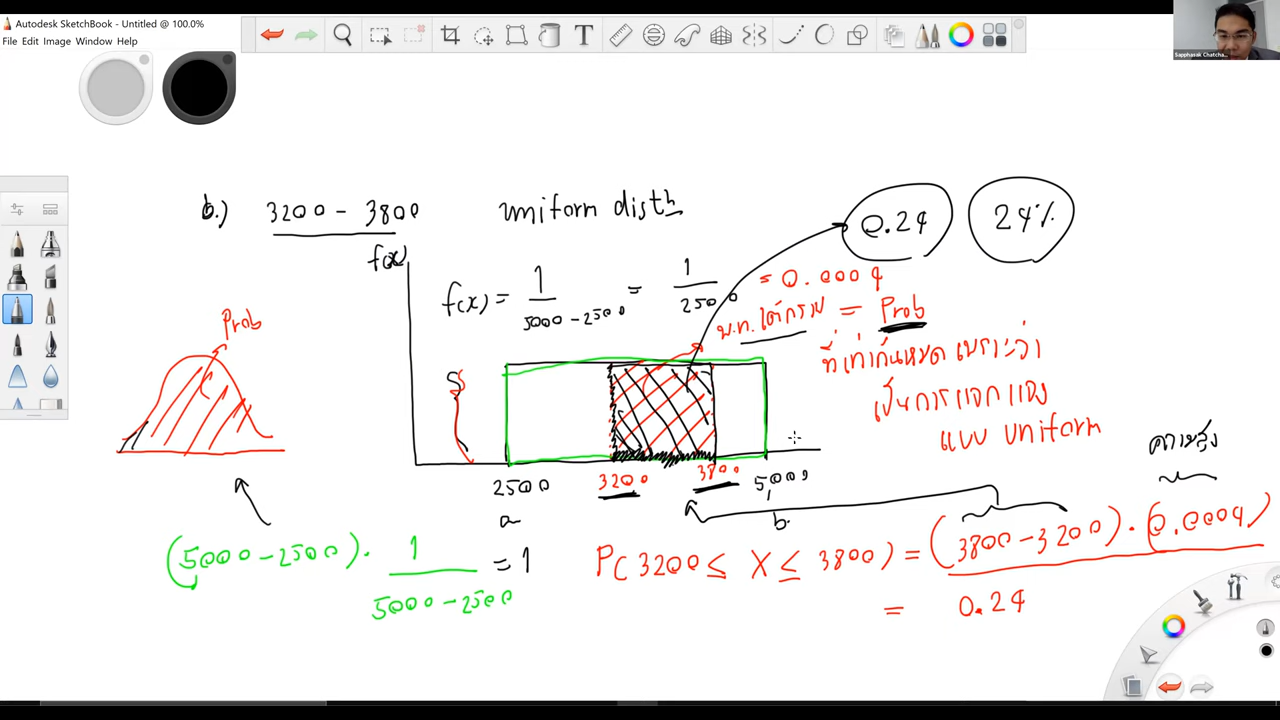 Autodesk SketchBook - Untitled @ 100.0%
File Edit Image Window Help
Sapphasak Chatcha...
b.) 3200 - 3800
uniform distn
0.24
24%
f(x)
f(x) = 1 / 5000 - 2500 = 1 / 2500
= 0.0004
พ.ท.ใต้กราฟ = Prob
ที่เท่ากันหมด เพราะว่า
เป็นการแจกแจง
แบบ uniform
Prob
ความสูง
2500
3200
3800
5000
a
b
(5000 - 2500) · 1 / 5000 - 2500 = 1
P(3200 ≤ X ≤ 3800) = (3800 - 3200) · (0.0004)
= 0.24